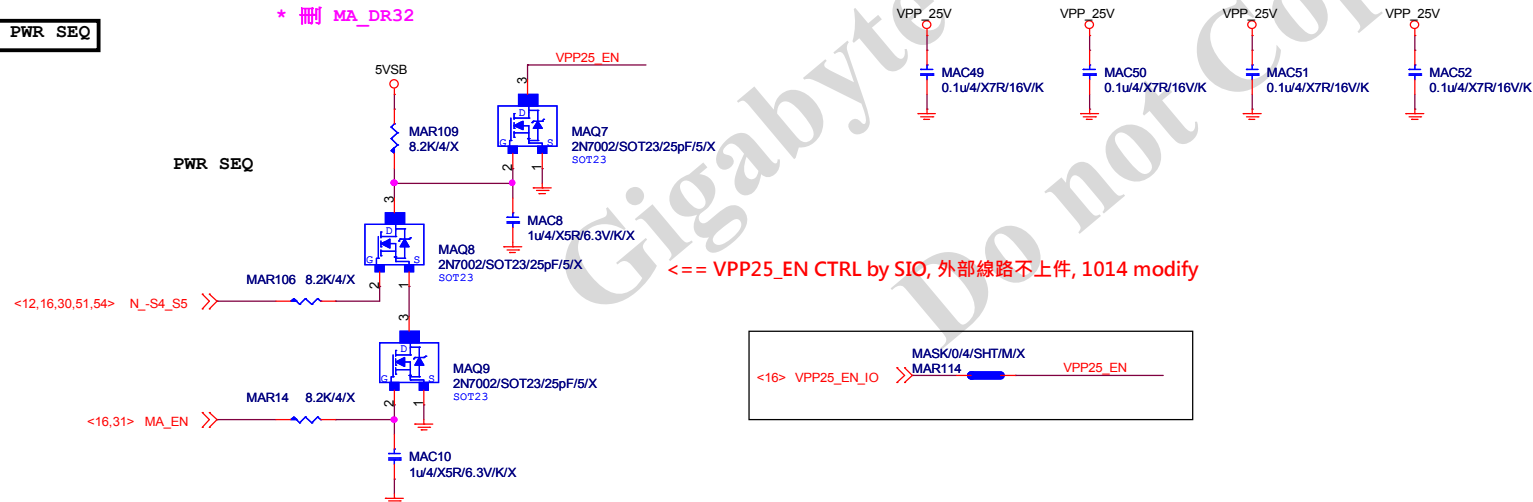 * 刪 MA_DR32
PWR SEQ
VPP_25V
VPP_25V
VPP_25V
VPP_25V
MAC49
0.1u/4/X7R/16V/K
MAC50
0.1u/4/X7R/16V/K
MAC51
0.1u/4/X7R/16V/K
MAC52
0.1u/4/X7R/16V/K
VPP25_EN
5VSB
3
D
G
S
2
1
MAQ7
2N7002/SOT23/25pF/5/X
SOT23
MAR109
8.2K/4/X
PWR SEQ
MAC8
1u/4/X5R/6.3V/K/X
3
D
G
S
2
1
MAQ8
2N7002/SOT23/25pF/5/X
SOT23
<== VPP25_EN CTRL by SIO, 外部線路不上件, 1014 modify
MAR106 8.2K/4/X
<12,16,30,51,54> N_-S4_S5
3
D
G
S
2
1
MAQ9
2N7002/SOT23/25pF/5/X
SOT23
MASK/0/4/SHT/M/X
MAR114
<16> VPP25_EN_IO
VPP25_EN
MAR14 8.2K/4/X
<16,31> MA_EN
MAC10
1u/4/X5R/6.3V/K/X
Gigabyte
Do not Cop